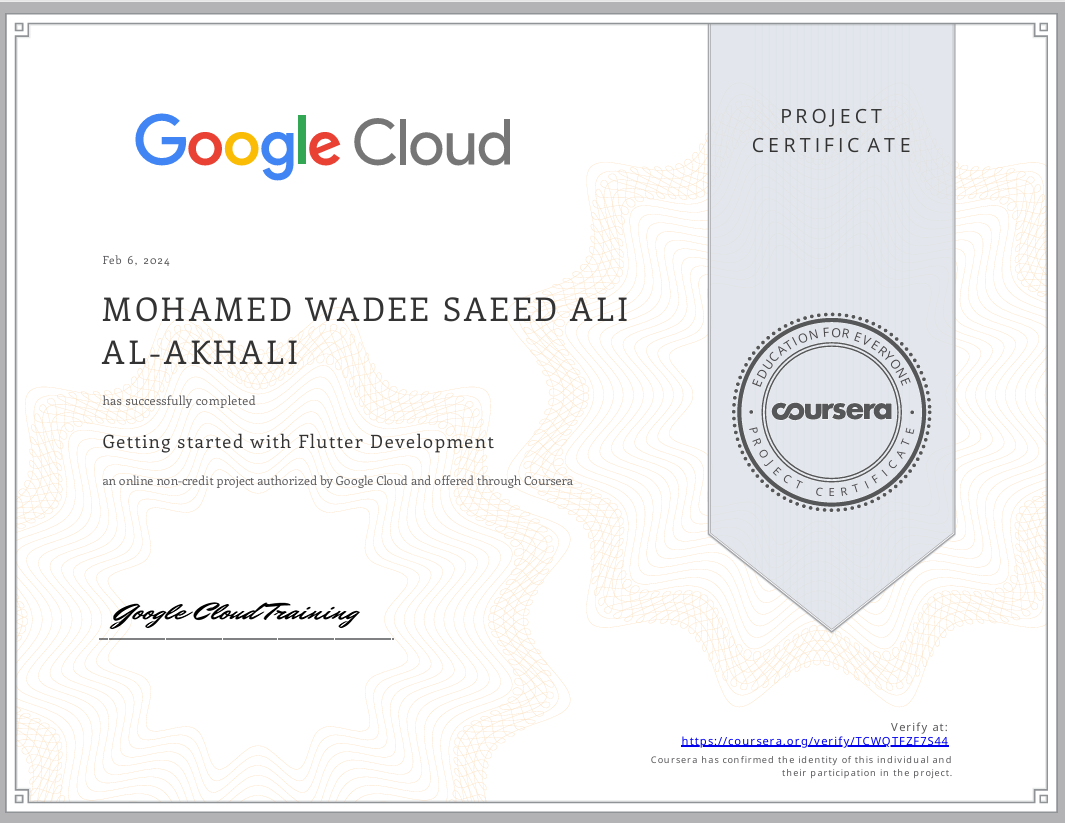 Google Cloud
PROJECT
CERTIFICATE
Feb 6, 2024
MOHAMED WADEE SAEED ALI
AL-AKHALI
has successfully completed
Getting started with Flutter Development
an online non-credit project authorized by Google Cloud and offered through Coursera
EDUCATION FOR EVERYONE
coursera
PROJECT CERTIFICATE
Google Cloud Training
Verify at:
https://coursera.org/verify/TCWQTFZF7S44
Coursera has confirmed the identity of this individual and
their participation in the project.